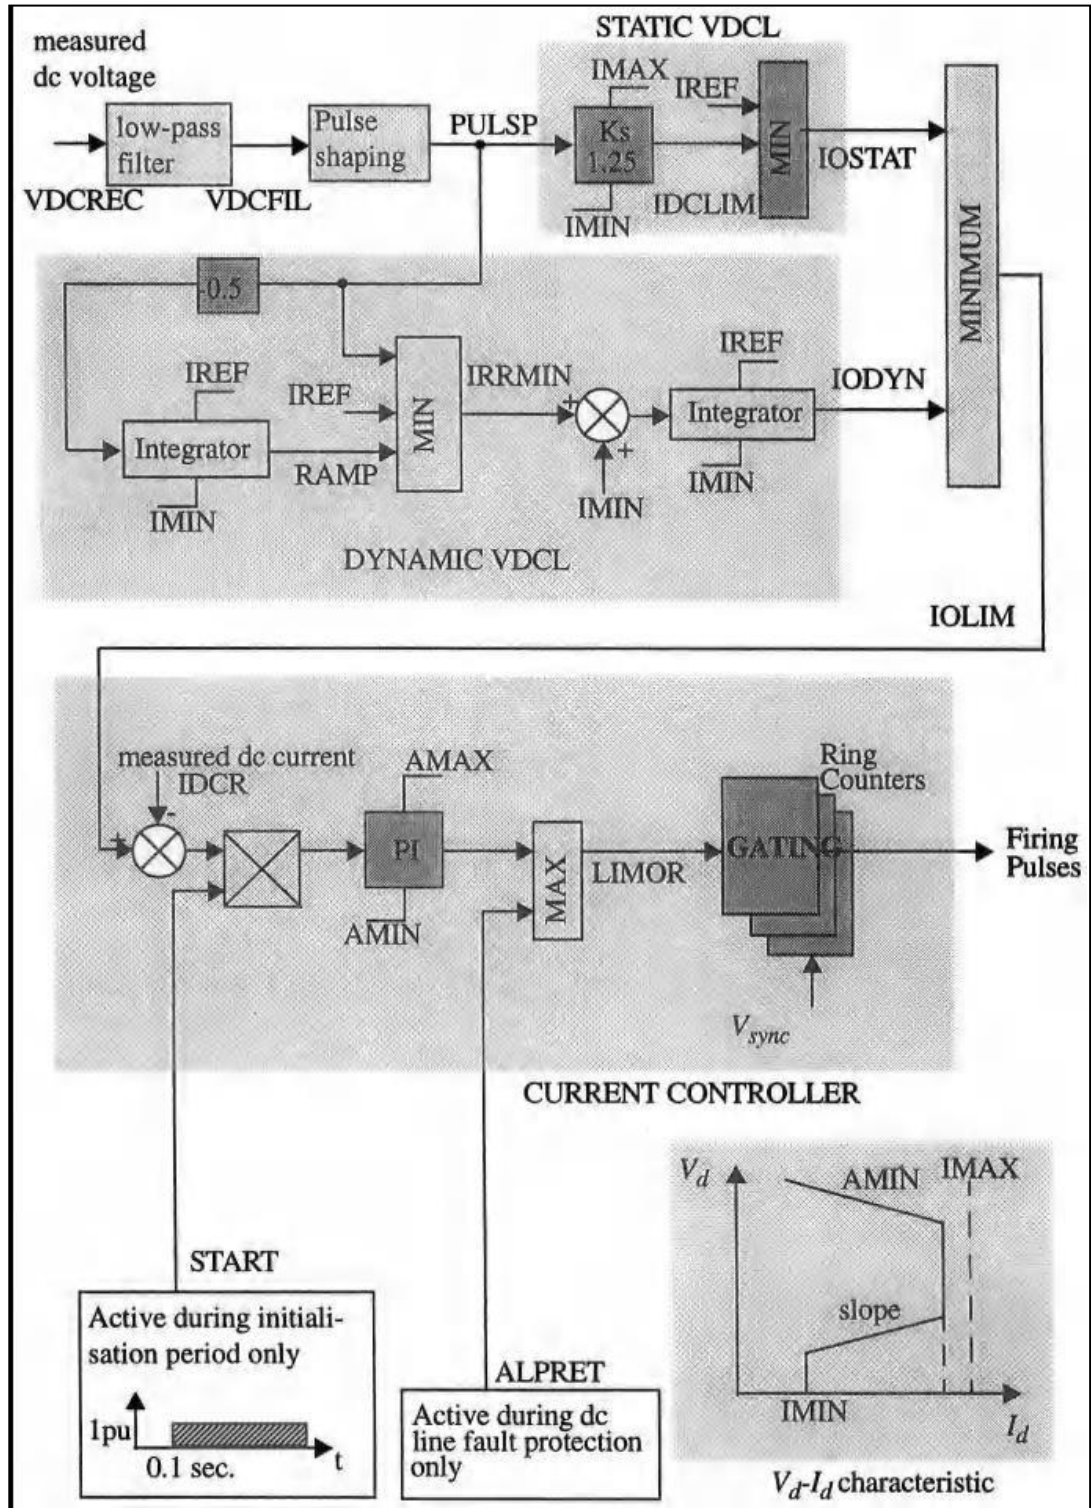 STATIC VDCL
measured
dc voltage
IMAX
IREF
low-pass
filter
Pulse
shaping
PULSP
Ks
1.25
MIN
IOSTAT
VDCREC
VDCFIL
IMIN
IDCLIM
MINIMUM
-0.5
IREF
IREF
IREF
IRRMIN
IODYN
Integrator
MIN
+
Integrator
RAMP
+
IMIN
IMIN
IMIN
DYNAMIC VDCL
IOLIM
measured dc current
IDCR
-
+
AMAX
Ring
Counters
PI
MAX
LIMOR
GATING
Firing
Pulses
AMIN
Vsync
CURRENT CONTROLLER
START
Active during initiali-
sation period only
1pu
0.1 sec.
t
ALPRET
Active during dc
line fault protection
only
Vd
AMIN
IMAX
slope
IMIN
Id
Vd-Id characteristic